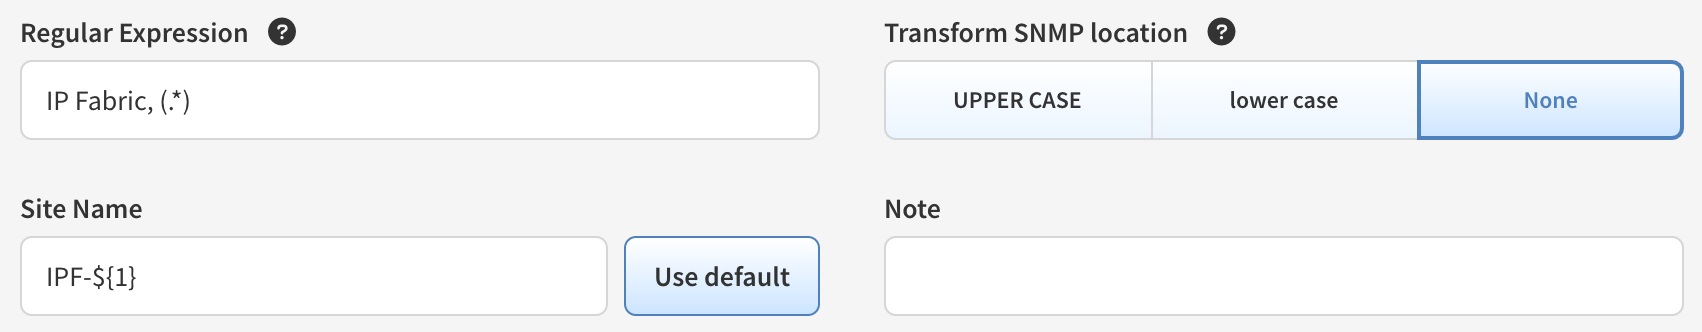 Regular Expression ?
Transform SNMP location ?
IP Fabric, (.*)
UPPER CASE
lower case
None
Site Name
Note
IPF-${1}
Use default